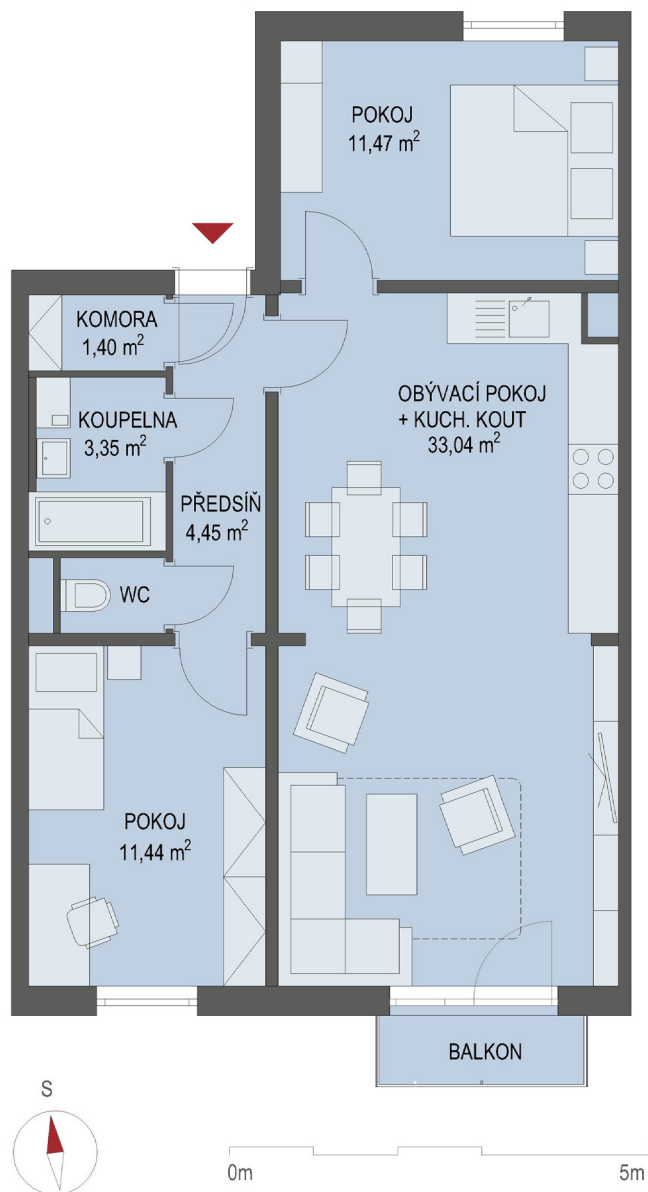 POKOJ
11,47 m²
KOMORA
1,40 m²
OBÝVACÍ POKOJ
+ KUCH. KOUT
33,04 m²
KOUPELNA
3,35 m²
PŘEDSÍŇ
4,45 m²
WC
POKOJ
11,44 m²
BALKON
S
0m
5m